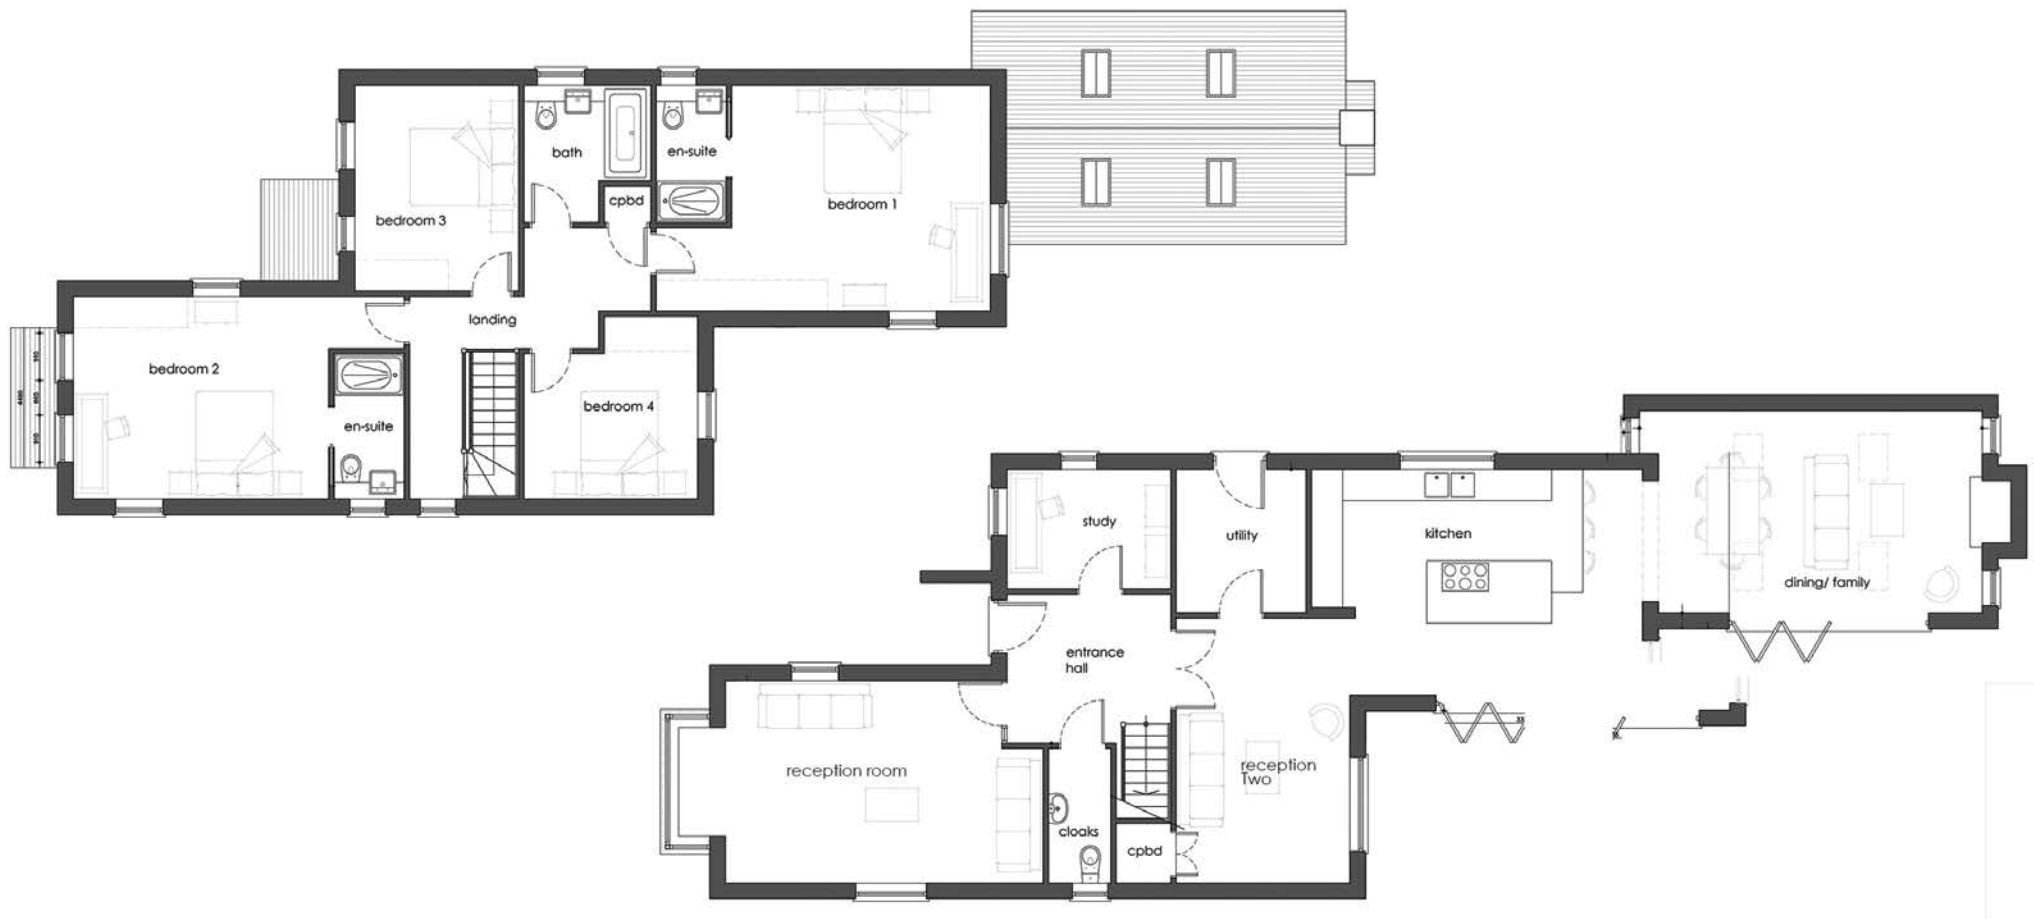 bath
en-suite
cpbd
bedroom 1
bedroom 3
landing
bedroom 2
bedroom 4
en-suite
study
utility
kitchen
dining/ family
entrance
hall
reception room
reception
Two
cloaks
cpbd